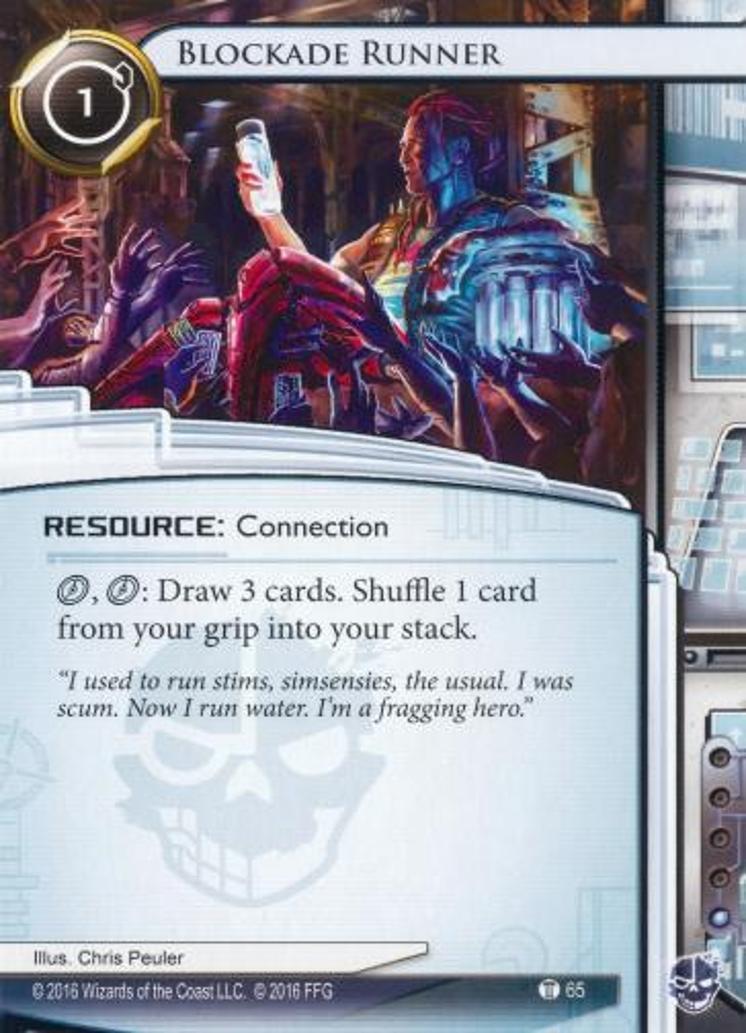 BLOCKADE RUNNER
1
RESOURCE: Connection
, : Draw 3 cards. Shuffle 1 card
from your grip into your stack.
“I used to run stims, simsensies, the usual. I was
scum. Now I run water. I’m a fragging hero.”
Illus. Chris Peuler
© 2016 Wizards of the Coast LLC. © 2016 FFG
65